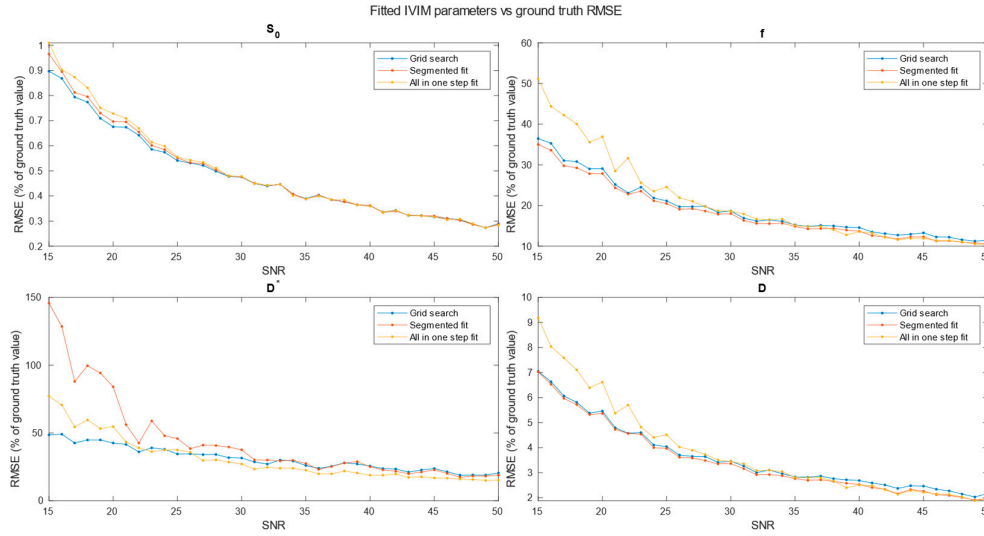 Fitted IVIM parameters vs ground truth RMSE
S0
1
0.9
0.8
0.7
0.6
0.5
0.4
0.3
0.2
RMSE (% of ground truth value)
15 20 25 30 35 40 45 50
SNR
Grid search
Segmented fit
All in one step fit
f
60
50
40
30
20
10
RMSE (% of ground truth value)
15 20 25 30 35 40 45 50
SNR
Grid search
Segmented fit
All in one step fit
D*
150
100
50
0
RMSE (% of ground truth value)
15 20 25 30 35 40 45 50
SNR
Grid search
Segmented fit
All in one step fit
D
10
9
8
7
6
5
4
3
2
RMSE (% of ground truth value)
15 20 25 30 35 40 45 50
SNR
Grid search
Segmented fit
All in one step fit